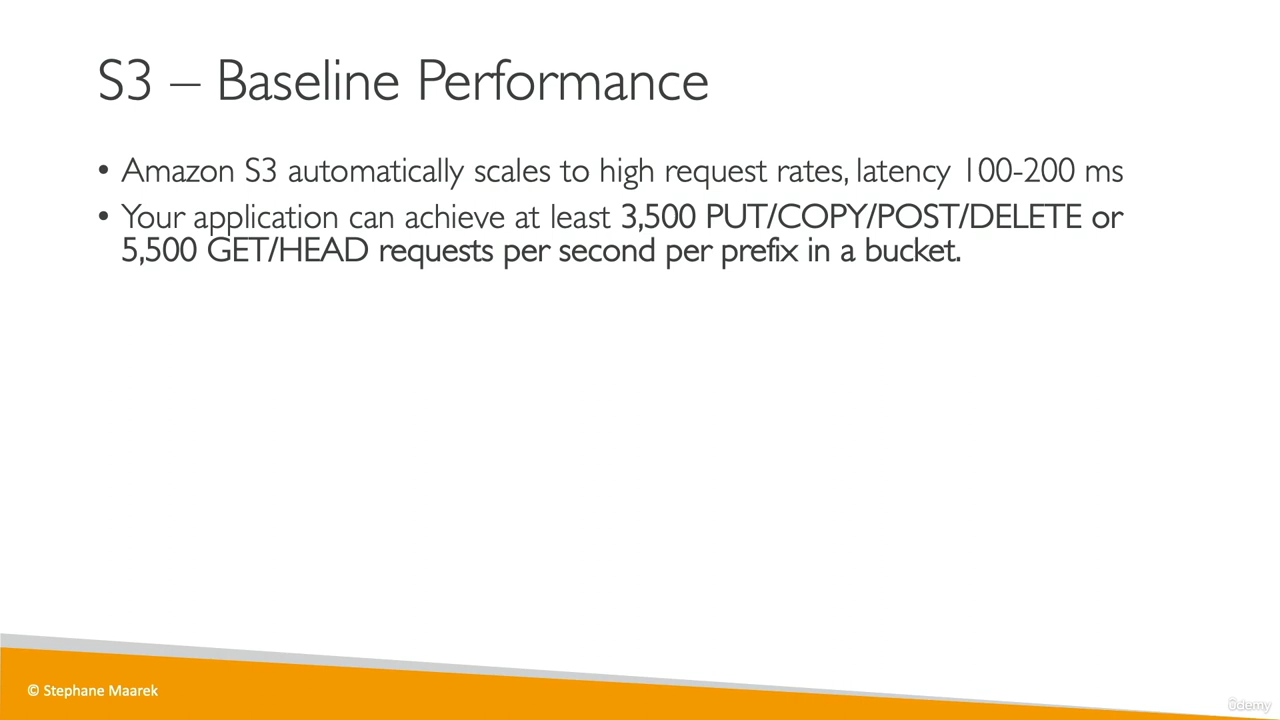 S3 – Baseline Performance
• Amazon S3 automatically scales to high request rates, latency 100-200 ms
• Your application can achieve at least 3,500 PUT/COPY/POST/DELETE or
5,500 GET/HEAD requests per second per prefix in a bucket.
© Stephane Maarek
ûdemy